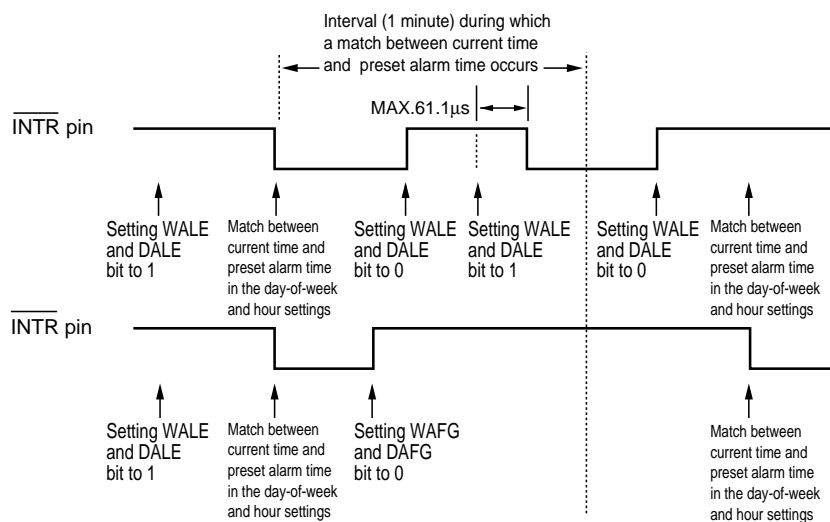 Interval (1 minute) during which
a match between current time
and preset alarm time occurs
MAX.61.1μs
INTR pin
Setting WALE
and DALE
bit to 1
Match between
current time and
preset alarm time
in the day-of-week
and hour settings
Setting WALE
and DALE
bit to 0
Setting WALE
and DALE
bit to 1
Setting WALE
and DALE
bit to 0
Match between
current time and
preset alarm time
in the day-of-week
and hour settings
INTR pin
Setting WALE
and DALE
bit to 1
Match between
current time and
preset alarm time
in the day-of-week
and hour settings
Setting WAFG
and DAFG
bit to 0
Match between
current time and
preset alarm time
in the day-of-week
and hour settings